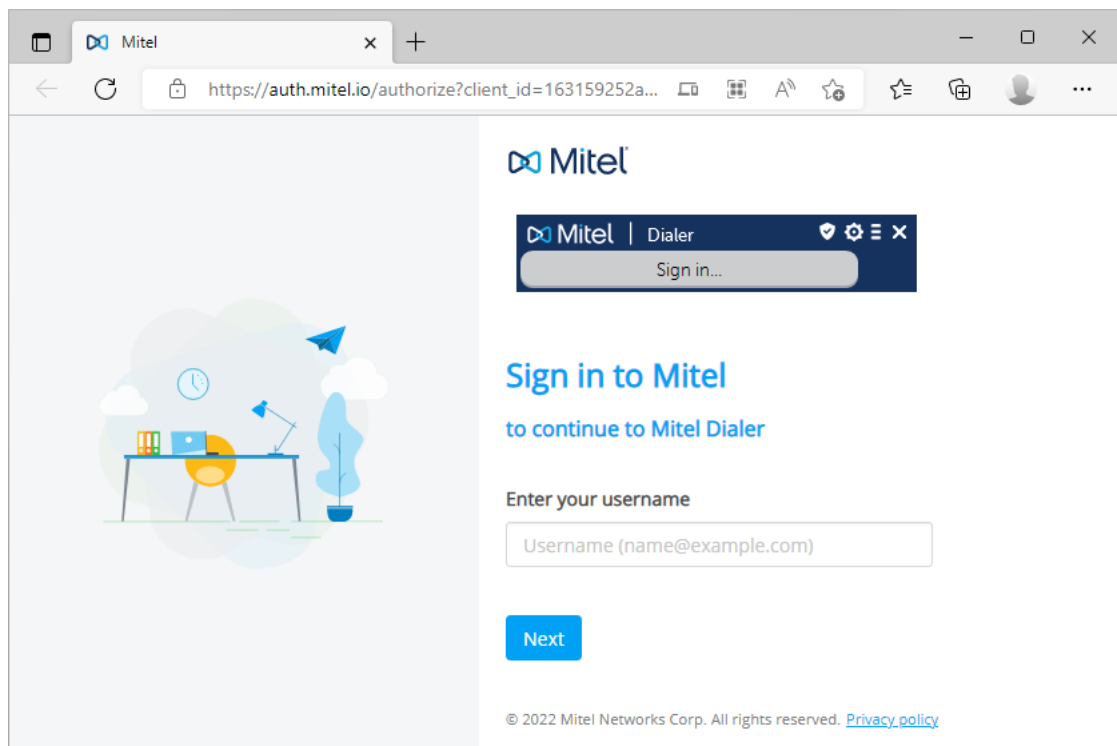 Mitel
https://auth.mitel.io/authorize?client_id=163159252a...
Mitel
Mitel | Dialer
Sign in...
Sign in to Mitel
to continue to Mitel Dialer
Enter your username
Username (name@example.com)
Next
© 2022 Mitel Networks Corp. All rights reserved. Privacy policy